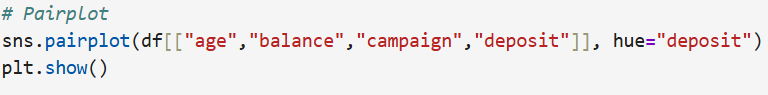 # Pairplot
sns.pairplot(df[["age","balance","campaign","deposit"]], hue="deposit")
plt.show()